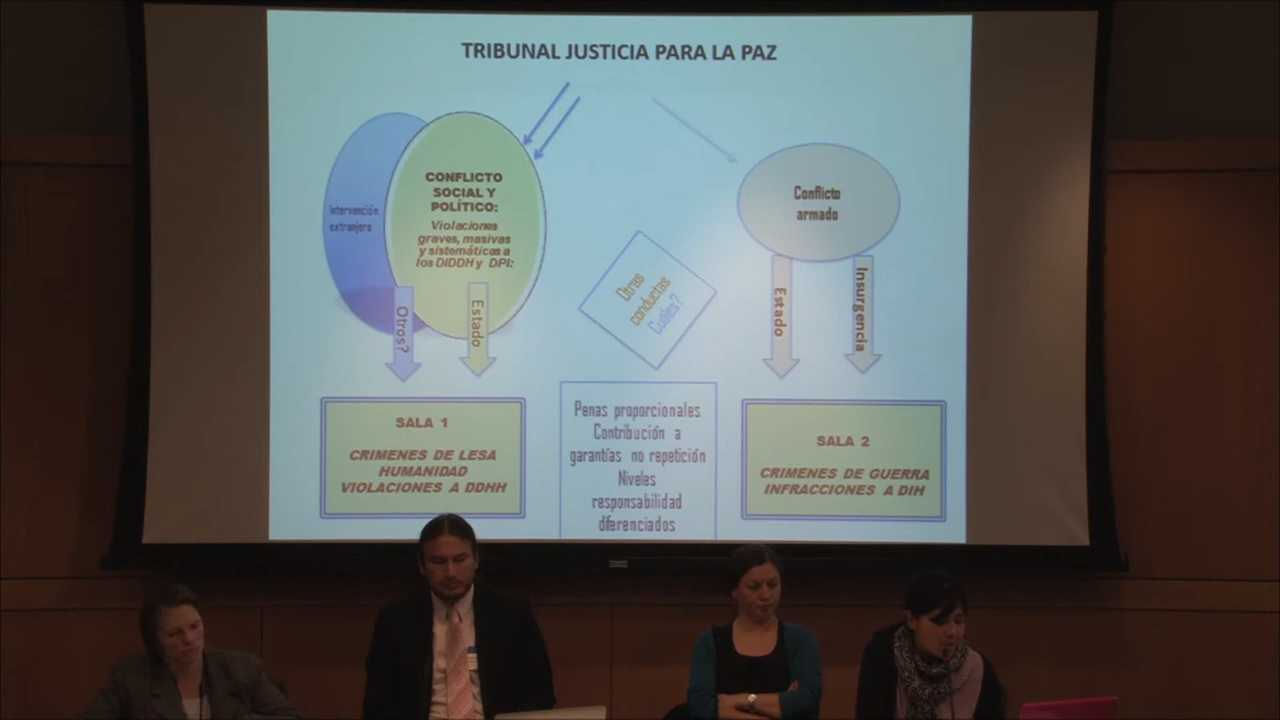 TRIBUNAL JUSTICIA PARA LA PAZ
Intervención
extranjera
CONFLICTO
SOCIAL Y
POLÍTICO:
Violaciones
graves, masivas
y sistemáticas a
los DIDDH y DPI:
Otros?
Estado
Otras
conductas
Cuáles?
Conflicto
armado
Estado
Insurgencia
SALA 1
CRIMENES DE LESA
HUMANIDAD
VIOLACIONES A DDHH
Penas proporcionales
Contribución a
garantías no repetición
Niveles
responsabilidad
diferenciados
SALA 2
CRIMENES DE GUERRA
INFRACCIONES A DIH